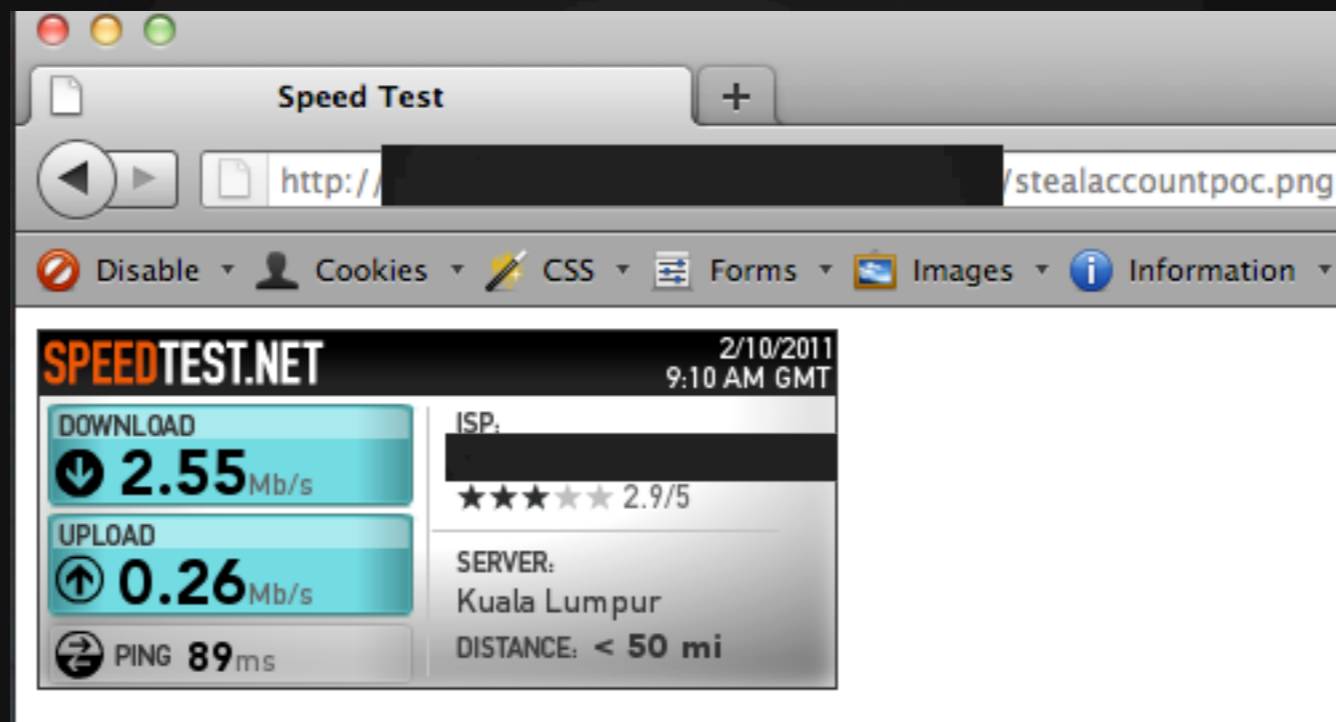 Speed Test
+
http:// /stealaccountpoc.png
Disable Cookies CSS Forms Images Information
SPEEDTEST.NET
2/10/2011
9:10 AM GMT
DOWNLOAD
2.55Mb/s
UPLOAD
0.26Mb/s
PING 89ms
ISP:
★★★★★ 2.9/5
SERVER:
Kuala Lumpur
DISTANCE: < 50 mi